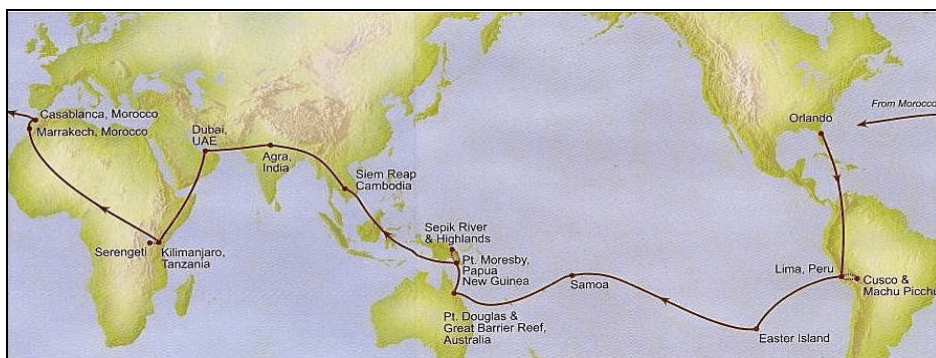 Casablanca, Morocco
Marrakech, Morocco
Dubai,
UAE
Agra,
India
Siem Reap
Cambodia
Sepik River
& Highlands
Serengeti
Kilimanjaro,
Tanzania
Pt. Moresby,
Papua
New Guinea
Pt. Douglas &
Great Barrier Reef,
Australia
Samoa
Easter Island
Lima, Peru
Cusco &
Machu Picchu
Orlando
From Morocco